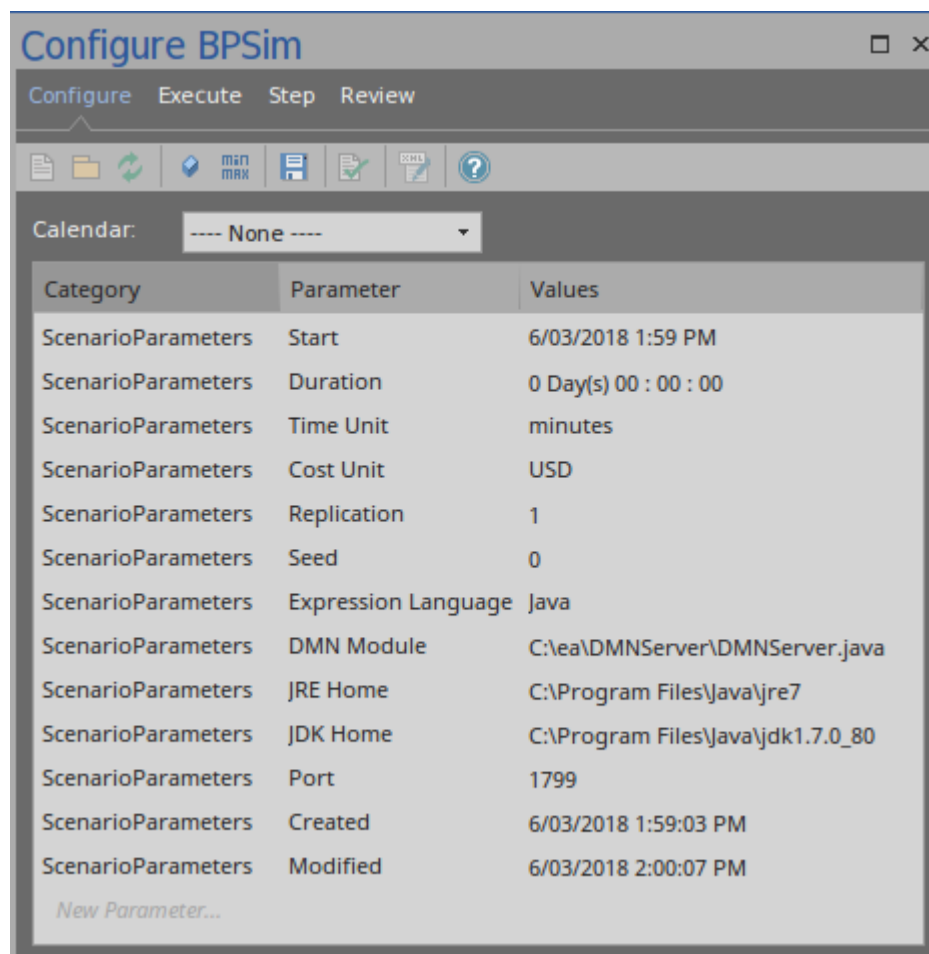 Configure BPSim
Configure Execute Step Review
min
max
XML
?
Calendar: ---- None ----
Category Parameter Values
ScenarioParameters Start 6/03/2018 1:59 PM
ScenarioParameters Duration 0 Day(s) 00 : 00 : 00
ScenarioParameters Time Unit minutes
ScenarioParameters Cost Unit USD
ScenarioParameters Replication 1
ScenarioParameters Seed 0
ScenarioParameters Expression Language Java
ScenarioParameters DMN Module C:\ea\DMNServer\DMNServer.java
ScenarioParameters JRE Home C:\Program Files\Java\jre7
ScenarioParameters JDK Home C:\Program Files\Java\jdk1.7.0_80
ScenarioParameters Port 1799
ScenarioParameters Created 6/03/2018 1:59:03 PM
ScenarioParameters Modified 6/03/2018 2:00:07 PM
New Parameter...